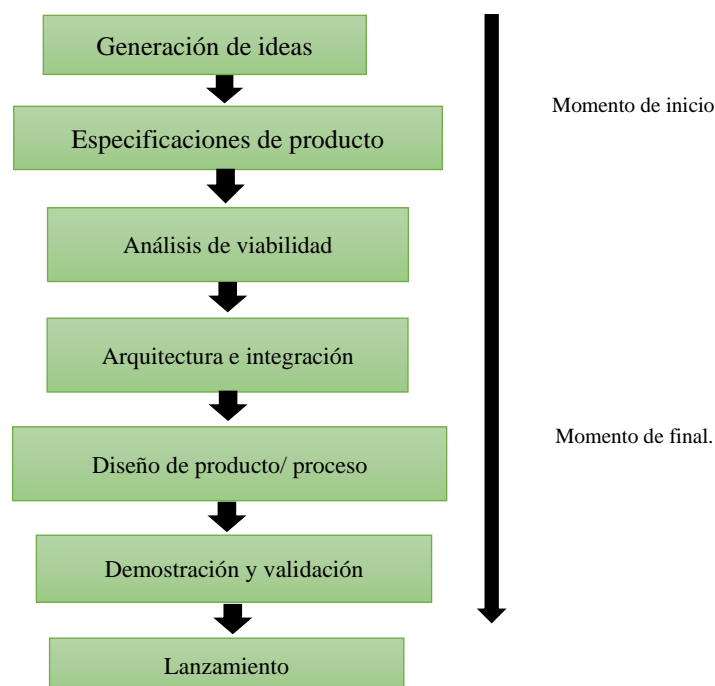 Generación de ideas
Momento de inicio
Especificaciones de producto
Análisis de viabilidad
Arquitectura e integración
Momento de final.
Diseño de producto/ proceso
Demostración y validación
Lanzamiento